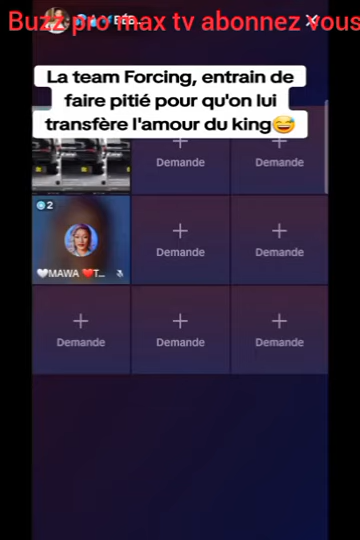 Buzz pro max tv abonnez vous
La team Forcing, entrain de
faire pitié pour qu'on lui
transfère l'amour du king😅
Demande
Demande
2
🤍MAWA ❤️T...
Demande
Demande
Demande
Demande
Demande